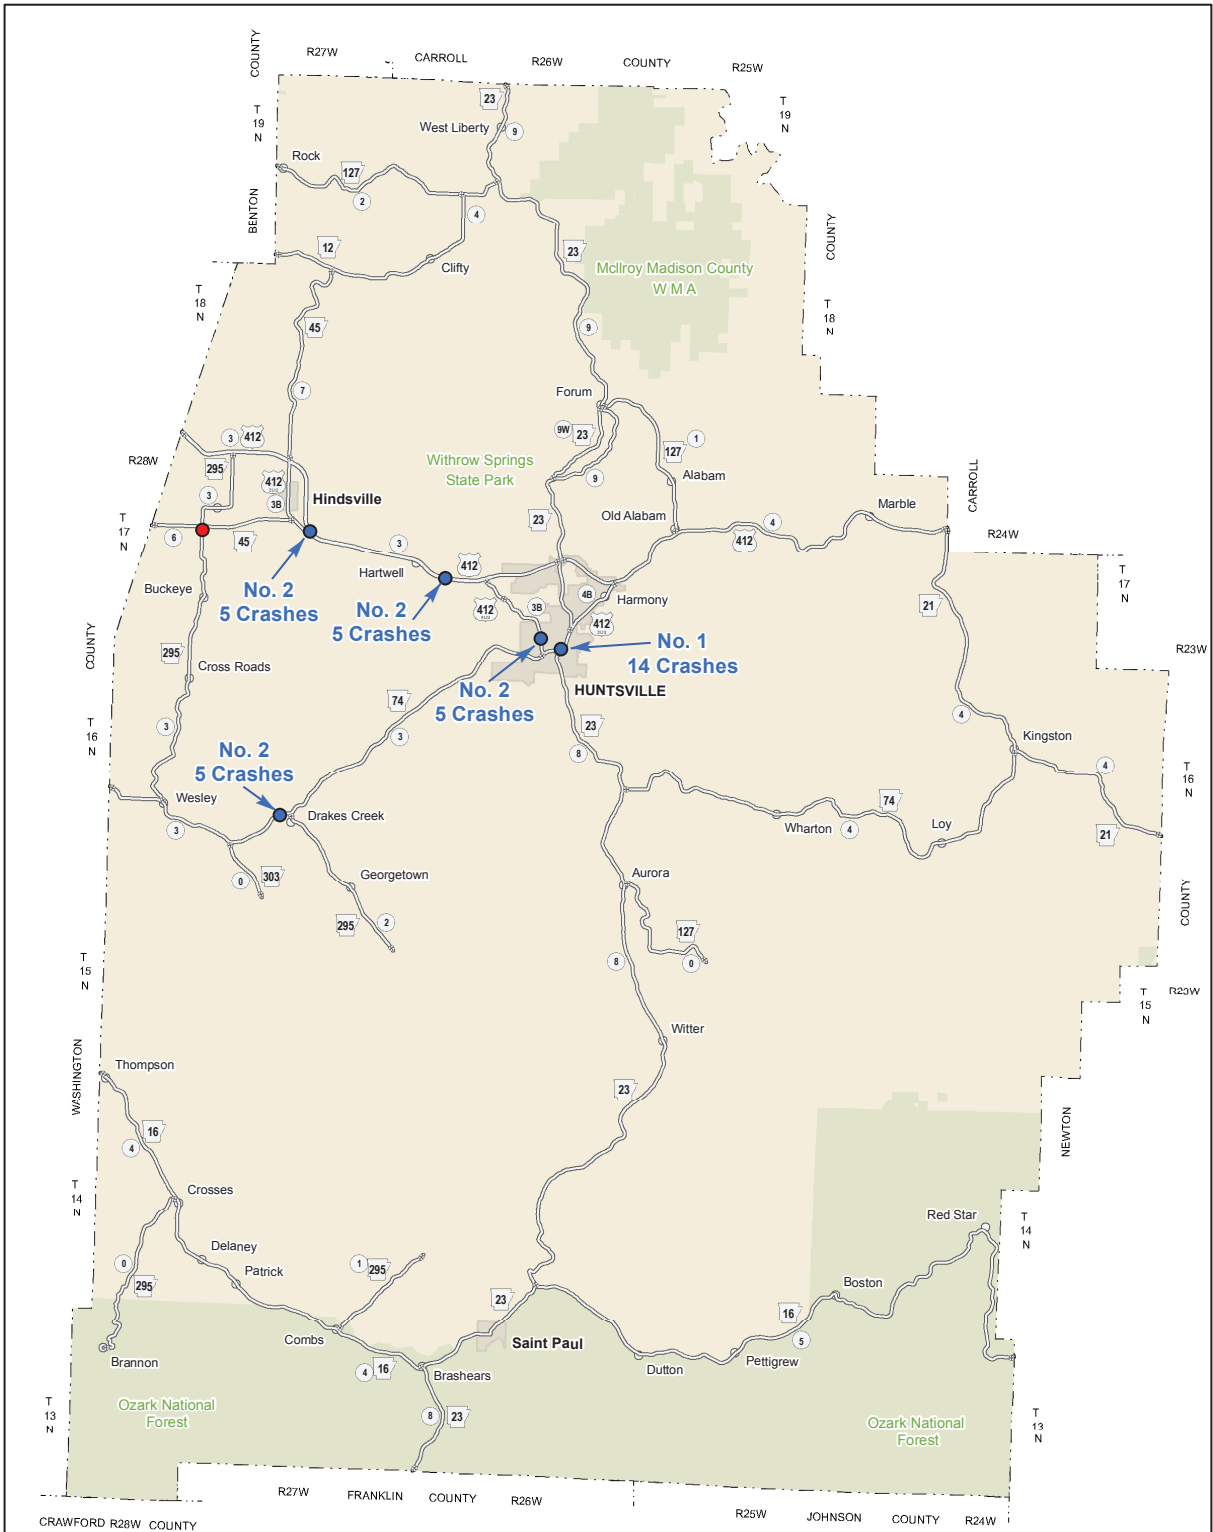 COUNTY
R27W
CARROLL
R26W
COUNTY
R25W
T
19
N
23
West Liberty
9
T
19
N
Rock
127
2
BENTON
4
12
Clifty
23
McIlroy Madison County
W M A
COUNTY
T
18
N
45
9
T
18
N
7
Forum
3
412
9W
23
1
127
R28W
295
Withrow Springs
State Park
9
Alabam
412
3
3B
Hindsville
CARROLL
Marble
T
17
N
6
45
23
Old Alabam
4
412
R24W
3
Hartwell
412
Buckeye
No. 2
5 Crashes
No. 2
5 Crashes
412
3B
4B
Harmony
412
21
T
17
N
COUNTY
295
Cross Roads
No. 1
14 Crashes
R23W
No. 2
5 Crashes
HUNTSVILLE
74
3
3
23
8
4
T
16
N
Kingston
No. 2
5 Crashes
4
T
16
N
Wesley
3
Drakes Creek
74
Wharton
4
Loy
21
0
303
Georgetown
Aurora
COUNTY
295
2
127
8
0
T
15
N
T
15
N
R23W
Witter
WASHINGTON
Thompson
23
16
4
NEWTON
T
14
N
Crosses
Red Star
T
14
N
Delaney
0
295
Patrick
1
295
Boston
23
16
5
Combs
Saint Paul
Brannon
4
16
Brashears
Dutton
Pettigrew
Ozark National
Forest
8
23
Ozark National
Forest
T
13
N
T
13
N
R27W
FRANKLIN
COUNTY
R26W
R25W
JOHNSON
COUNTY
R24W
CRAWFORD
R28W
COUNTY